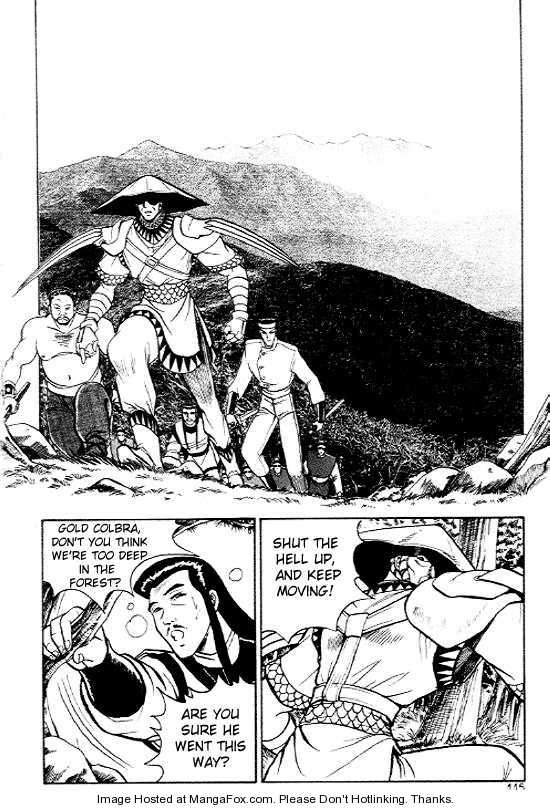 GOLD COLBRA,
DON'T YOU THINK
WE'RE TOO DEEP
IN THE
FOREST?
ARE YOU
SURE HE
WENT THIS
WAY?
SHUT THE
HELL UP,
AND KEEP
MOVING!
115
Image Hosted at MangaFox.com. Please Don't Hotlinking. Thanks.